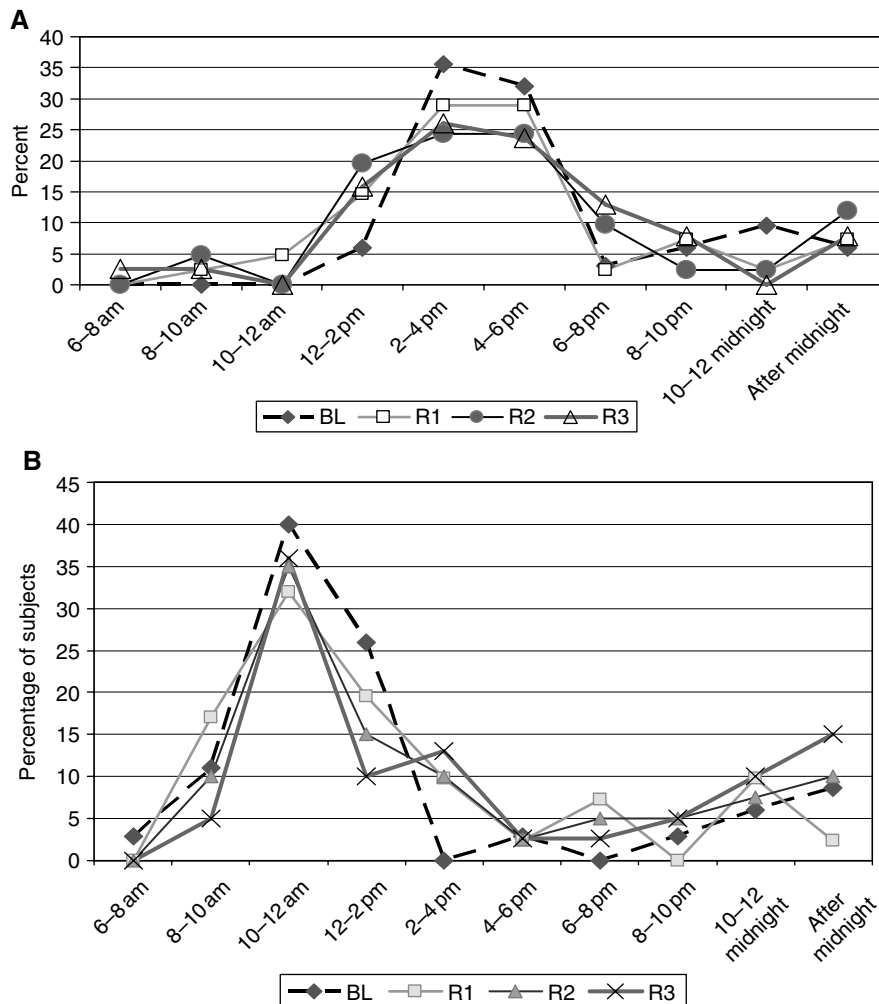 A
40
35
30
25
20
15
10
5
0
Percent
6–8 am
8–10 am
10–12 am
12–2 pm
2–4 pm
4–6 pm
6–8 pm
8–10 pm
10–12 midnight
After midnight
BL R1 R2 R3
B
45
40
35
30
25
20
15
10
5
0
Percentage of subjects
6–8 am
8–10 am
10–12 am
12–2 pm
2–4 pm
4–6 pm
6–8 pm
8–10 pm
10–12
midnight
After
midnight
BL R1 R2 R3